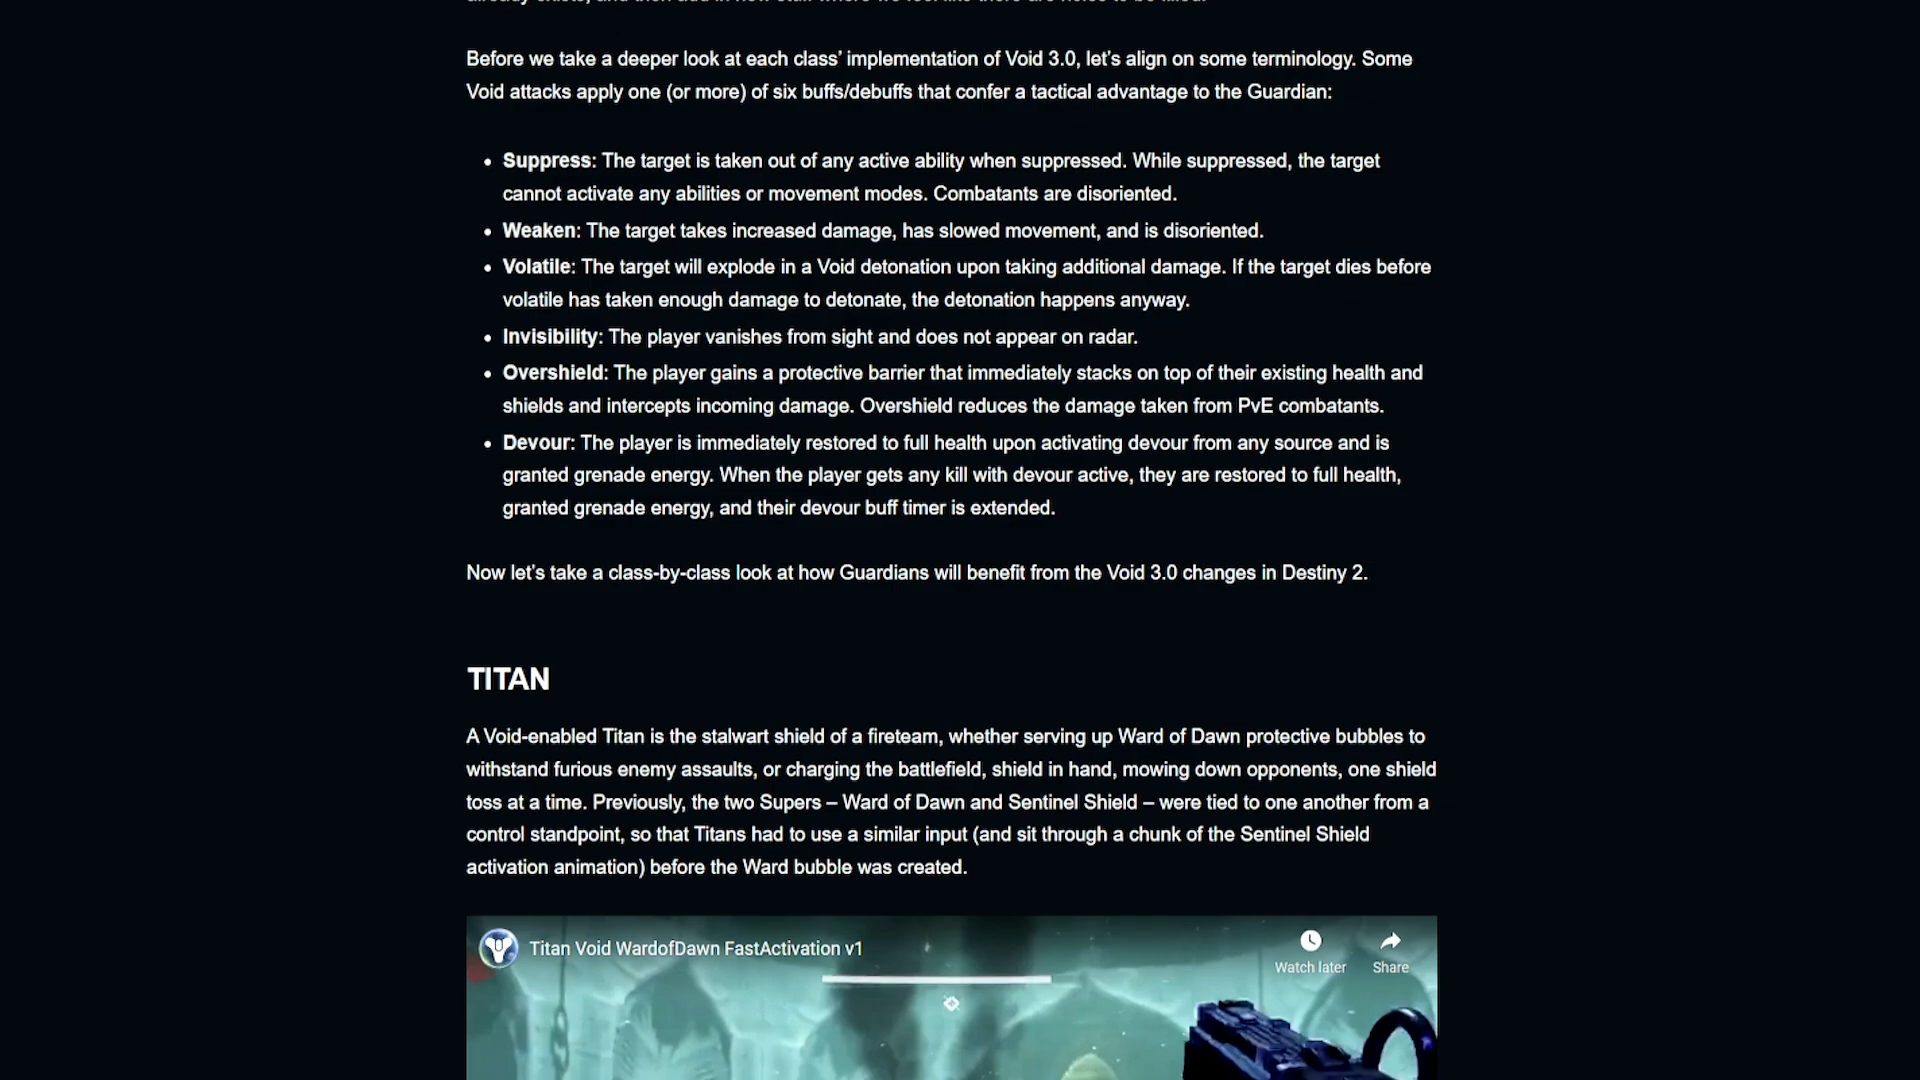 Before we take a deeper look at each class' implementation of Void 3.0, let's align on some terminology. Some
Void attacks apply one (or more) of six buffs/debuffs that confer a tactical advantage to the Guardian:
• Suppress: The target is taken out of any active ability when suppressed. While suppressed, the target
cannot activate any abilities or movement modes. Combatants are disoriented.
• Weaken: The target takes increased damage, has slowed movement, and is disoriented.
• Volatile: The target will explode in a Void detonation upon taking additional damage. If the target dies before
volatile has taken enough damage to detonate, the detonation happens anyway.
• Invisibility: The player vanishes from sight and does not appear on radar.
• Overshield: The player gains a protective barrier that immediately stacks on top of their existing health and
shields and intercepts incoming damage. Overshield reduces the damage taken from PvE combatants.
• Devour: The player is immediately restored to full health upon activating devour from any source and is
granted grenade energy. When the player gets any kill with devour active, they are restored to full health,
granted grenade energy, and their devour buff timer is extended.
Now let's take a class-by-class look at how Guardians will benefit from the Void 3.0 changes in Destiny 2.
TITAN
A Void-enabled Titan is the stalwart shield of a fireteam, whether serving up Ward of Dawn protective bubbles to
withstand furious enemy assaults, or charging the battlefield, shield in hand, mowing down opponents, one shield
toss at a time. Previously, the two Supers – Ward of Dawn and Sentinel Shield – were tied to one another from a
control standpoint, so that Titans had to use a similar input (and sit through a chunk of the Sentinel Shield
activation animation) before the Ward bubble was created.
Titan Void WardofDawn FastActivation v1
Watch later
Share